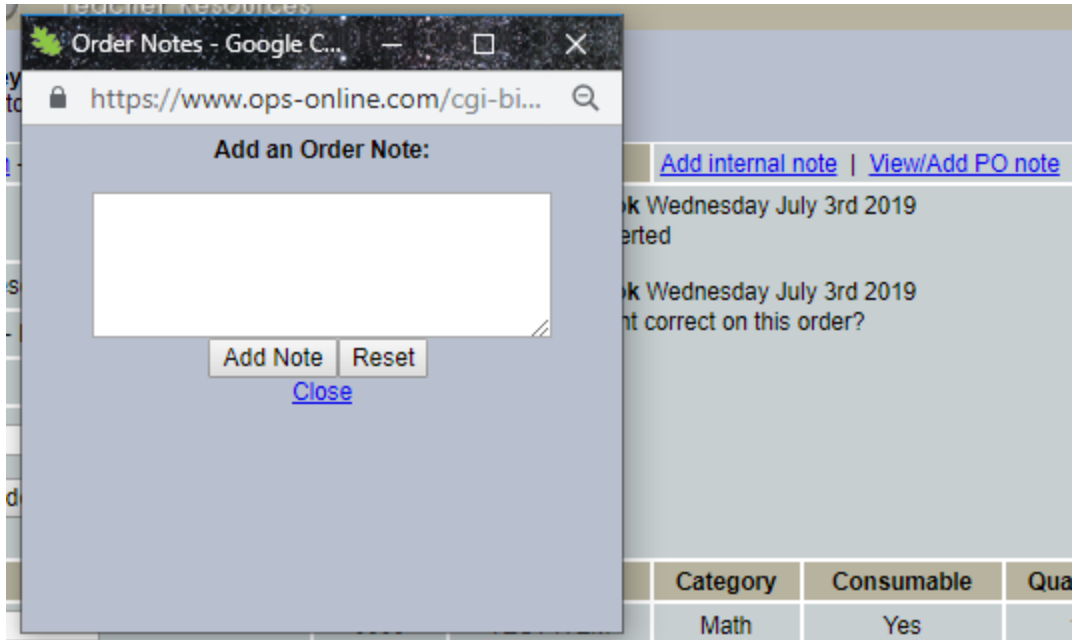 Teacher Resources
Order Notes - Google C...
https://www.ops-online.com/cgi-bi...
Add an Order Note:
Add internal note | View/Add PO note
Wednesday July 3rd 2019
Wednesday July 3rd 2019
correct on this order?
Add Note Reset
Close
Category Consumable
Math Yes